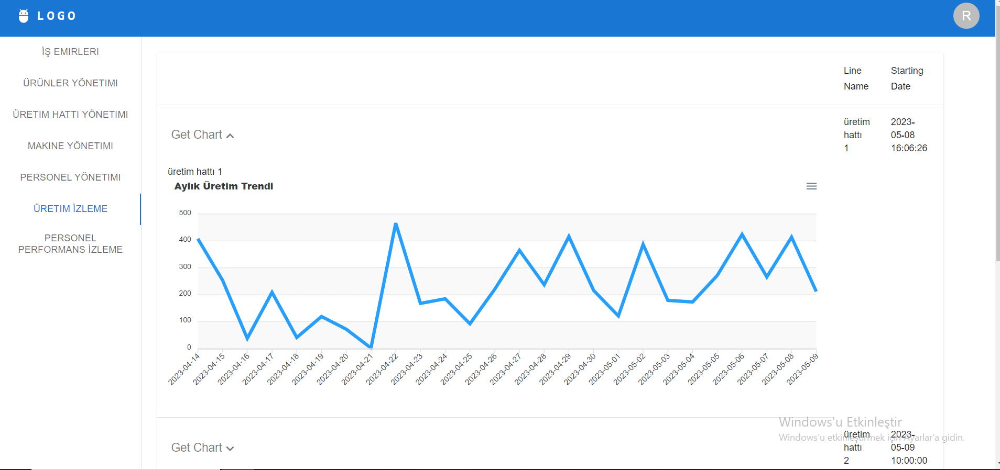 LOGO
R
İŞ EMIRLERI
ÜRÜNLER YÖNETIMI
ÜRETIM HATTI YÖNETIMI
MAKINE YÖNETIMI
PERSONEL YÖNETIMI
ÜRETIM İZLEME
PERSONEL
PERFORMANS İZLEME
Line
Name
Starting
Date
Get Chart
üretim
hattı
1
2023-
05-08
16:06:26
üretim hattı 1
Aylık Üretim Trendi
500
400
300
200
100
0
2023-04-14
2023-04-15
2023-04-16
2023-04-17
2023-04-18
2023-04-19
2023-04-20
2023-04-21
2023-04-22
2023-04-23
2023-04-24
2023-04-25
2023-04-26
2023-04-27
2023-04-28
2023-04-29
2023-04-30
2023-05-01
2023-05-02
2023-05-03
2023-05-04
2023-05-05
2023-05-06
2023-05-07
2023-05-08
2023-05-09
Get Chart
üretim
hattı
2
2023-
05-09
10:00:00
Windows'u Etkinleştir
Windows'u etkinleştirmek için Ayarlar'a gidin.